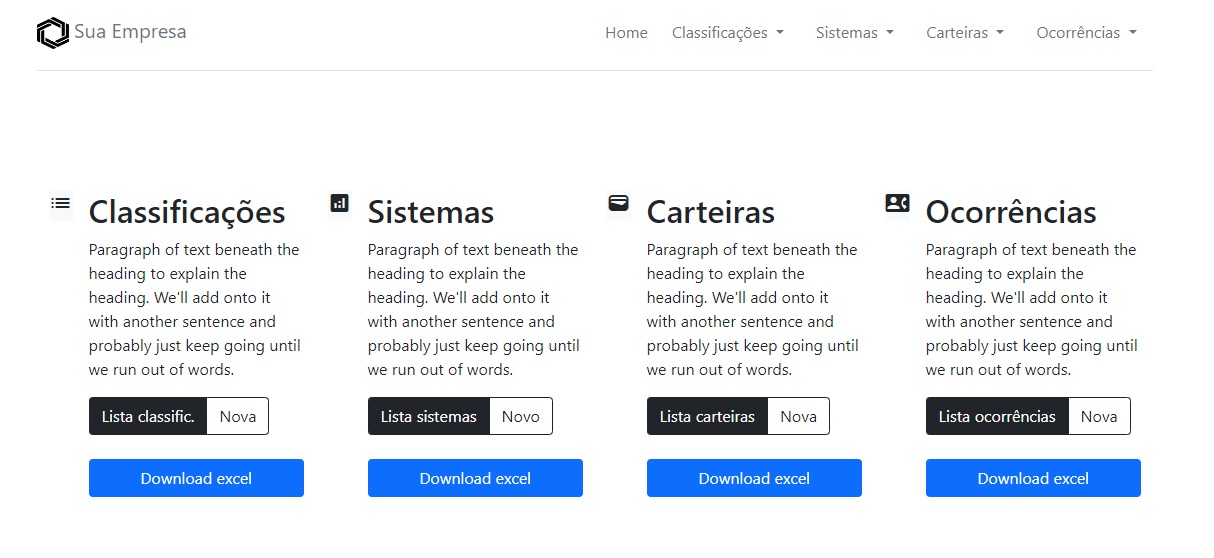 Sua Empresa
Home Classificações Sistemas Carteiras Ocorrências
Classificações
Paragraph of text beneath the
heading to explain the
heading. We'll add onto it
with another sentence and
probably just keep going until
we run out of words.
Lista classific. Nova
Download excel
Sistemas
Paragraph of text beneath the
heading to explain the
heading. We'll add onto it
with another sentence and
probably just keep going until
we run out of words.
Lista sistemas Novo
Download excel
Carteiras
Paragraph of text beneath the
heading to explain the
heading. We'll add onto it
with another sentence and
probably just keep going until
we run out of words.
Lista carteiras Nova
Download excel
Ocorrências
Paragraph of text beneath the
heading to explain the
heading. We'll add onto it
with another sentence and
probably just keep going until
we run out of words.
Lista ocorrências Nova
Download excel